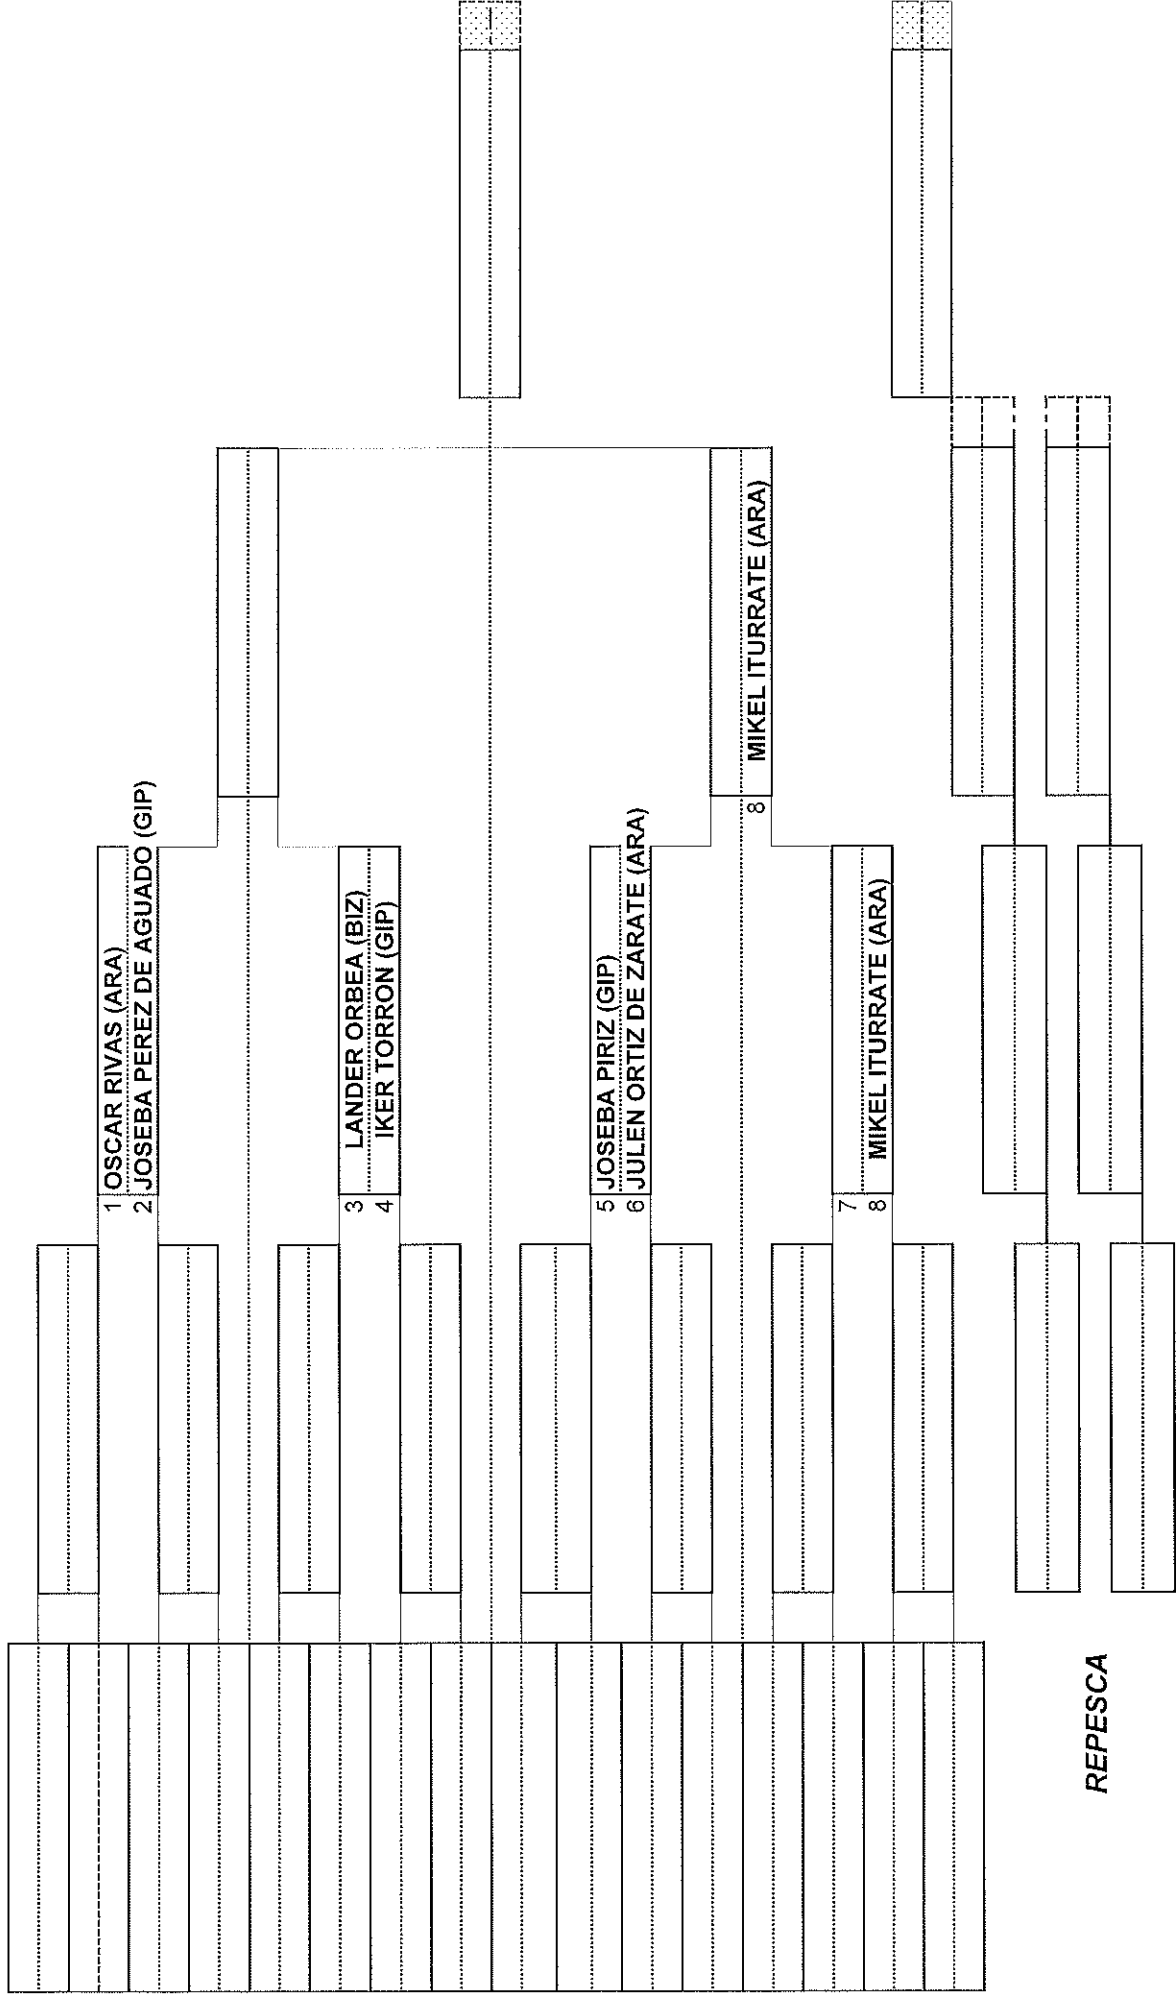 1 OSCAR RIVAS (ARA)
2 JOSEBA PEREZ DE AGUADO (GIP)
3 LANDER ORBEA (BIZ)
4 IKER TORRON (GIP)
5 JOSEBA PIRIZ (GIP)
6 JULEN ORTIZ DE ZARATE (ARA)
7
8 MIKEL ITURRATE (ARA)
8 MIKEL ITURRATE (ARA)
REPESCA